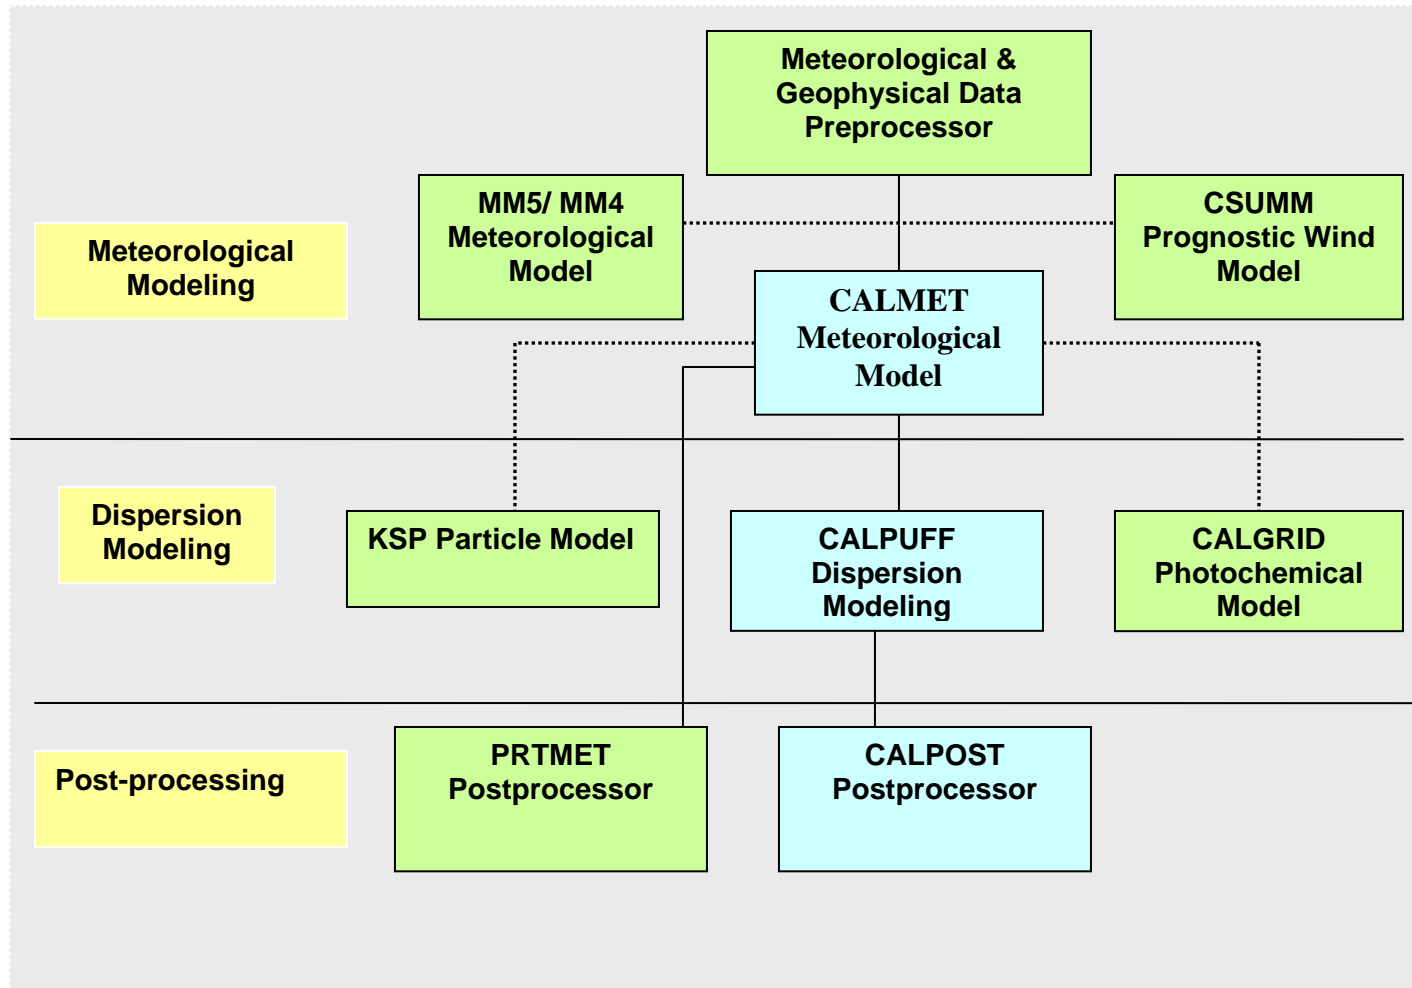 Meteorological &
Geophysical Data
Preprocessor
MM5/ MM4
Meteorological
Model
CSUMM
Prognostic Wind
Model
Meteorological
Modeling
CALMET
Meteorological
Model
Dispersion
Modeling
KSP Particle Model
CALPUFF
Dispersion
Modeling
CALGRID
Photochemical
Model
Post-processing
PRTMET
Postprocessor
CALPOST
Postprocessor